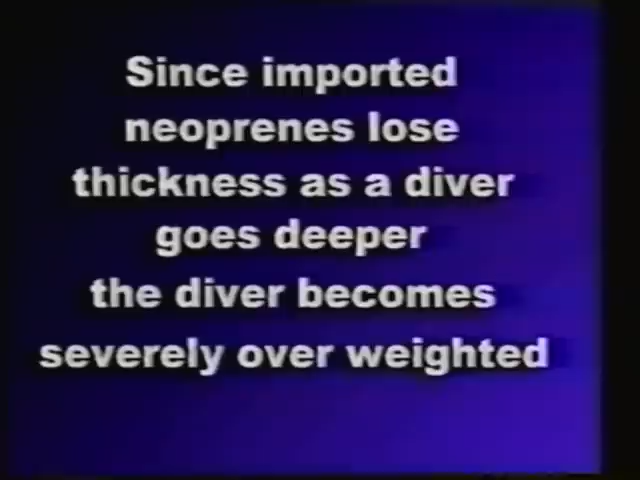 Since imported
neoprenes lose
thickness as a diver
goes deeper
the diver becomes
severely over weighted